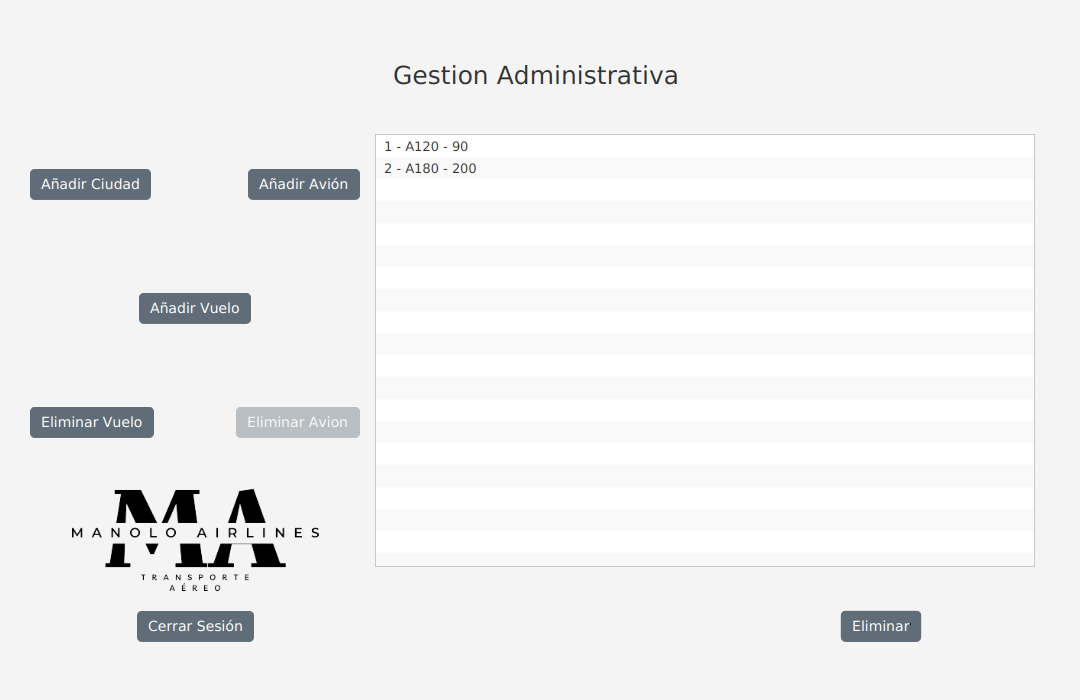 Gestion Administrativa
1 - A120 - 90
2 - A180 - 200
Añadir Ciudad
Añadir Avión
Añadir Vuelo
Eliminar Vuelo
Eliminar Avion
MA
MANOLO AIRLINES
TRANSPORTE
AÉREO
Cerrar Sesión
Eliminar